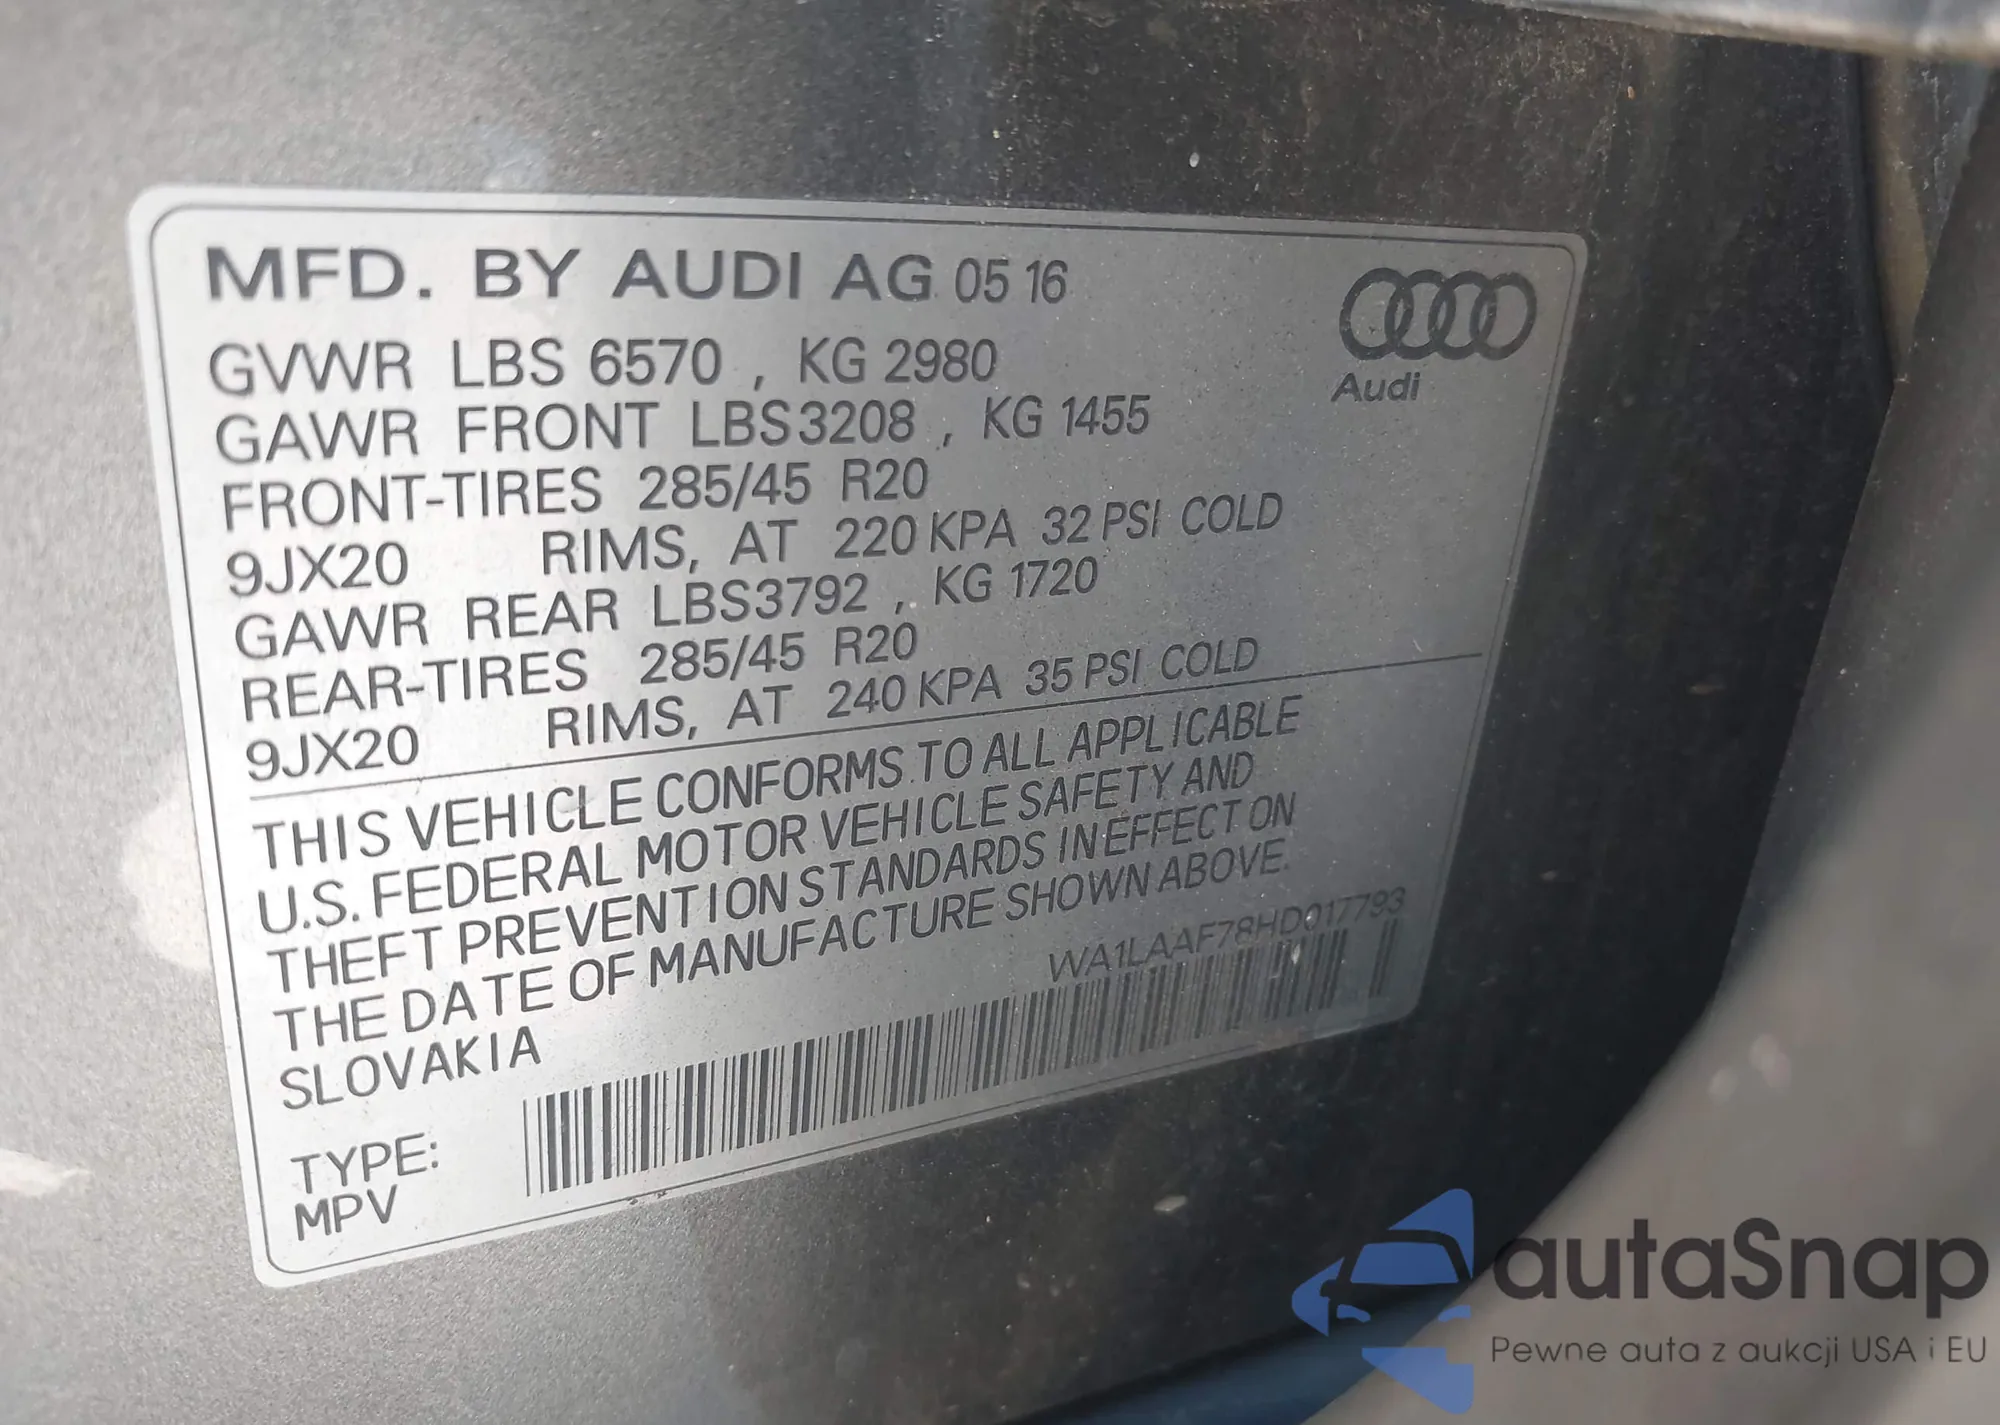 MFD. BY AUDI AG 05 16
GVWR LBS 6570 , KG 2980
GAWR FRONT LBS3208 , KG 1455
FRONT-TIRES 285/45 R20
9JX20 RIMS, AT 220 KPA 32 PSI COLD
GAWR REAR LBS3792 , KG 1720
REAR-TIRES 285/45 R20
9JX20 RIMS, AT 240 KPA 35 PSI COLD
Audi
THIS VEHICLE CONFORMS TO ALL APPLICABLE
U.S. FEDERAL MOTOR VEHICLE SAFETY AND
THEFT PREVENTION STANDARDS IN EFFECT ON
THE DATE OF MANUFACTURE SHOWN ABOVE.
SLOVAKIA
WA1LAAF78HD017793
TYPE:
MPV
autaSnap
Pewne auta z aukcji USA i EU